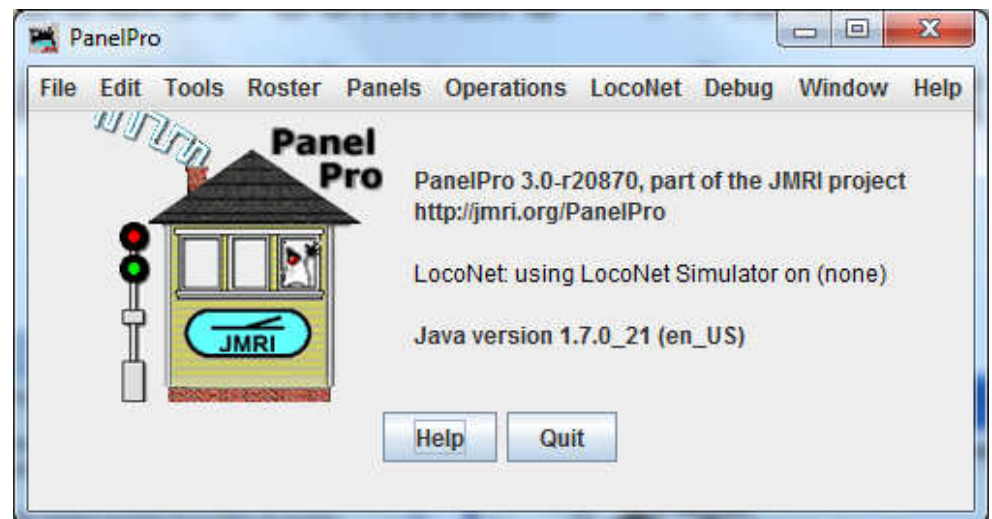 PanelPro
File Edit Tools Roster Panels Operations LocoNet Debug Window Help
Panel
Pro
PanelPro 3.0-r20870, part of the JMRI project
http://jmri.org/PanelPro
LocoNet: using LocoNet Simulator on (none)
JMRI
Java version 1.7.0_21 (en_US)
Help Quit